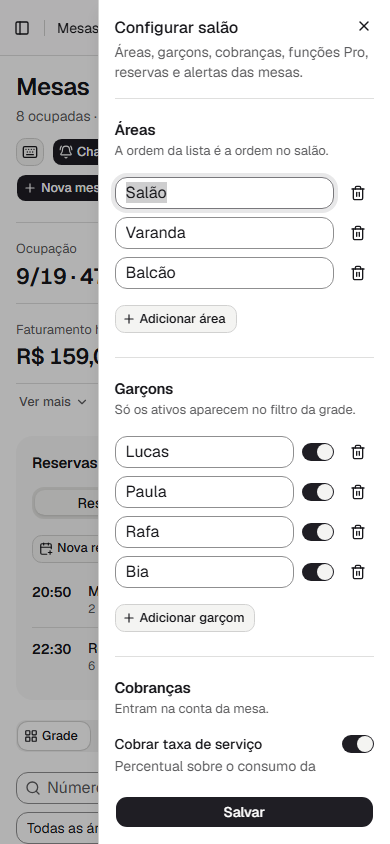 Mesas
Mesas
8 ocupadas ·
Cha
+ Nova mes
Ocupação
9/19 · 47
Faturamento h
R$ 159,0
Ver mais
Reservas
Res
Nova re
20:50 M
2
22:30 R
6
Grade
Número
Todas as ár
Configurar salão
Áreas, garçons, cobranças, funções Pro,
reservas e alertas das mesas.
Áreas
A ordem da lista é a ordem no salão.
Salão
Varanda
Balcão
+ Adicionar área
Garçons
Só os ativos aparecem no filtro da grade.
Lucas
Paula
Rafa
Bia
+ Adicionar garçom
Cobranças
Entram na conta da mesa.
Cobrar taxa de serviço
Percentual sobre o consumo da
Salvar